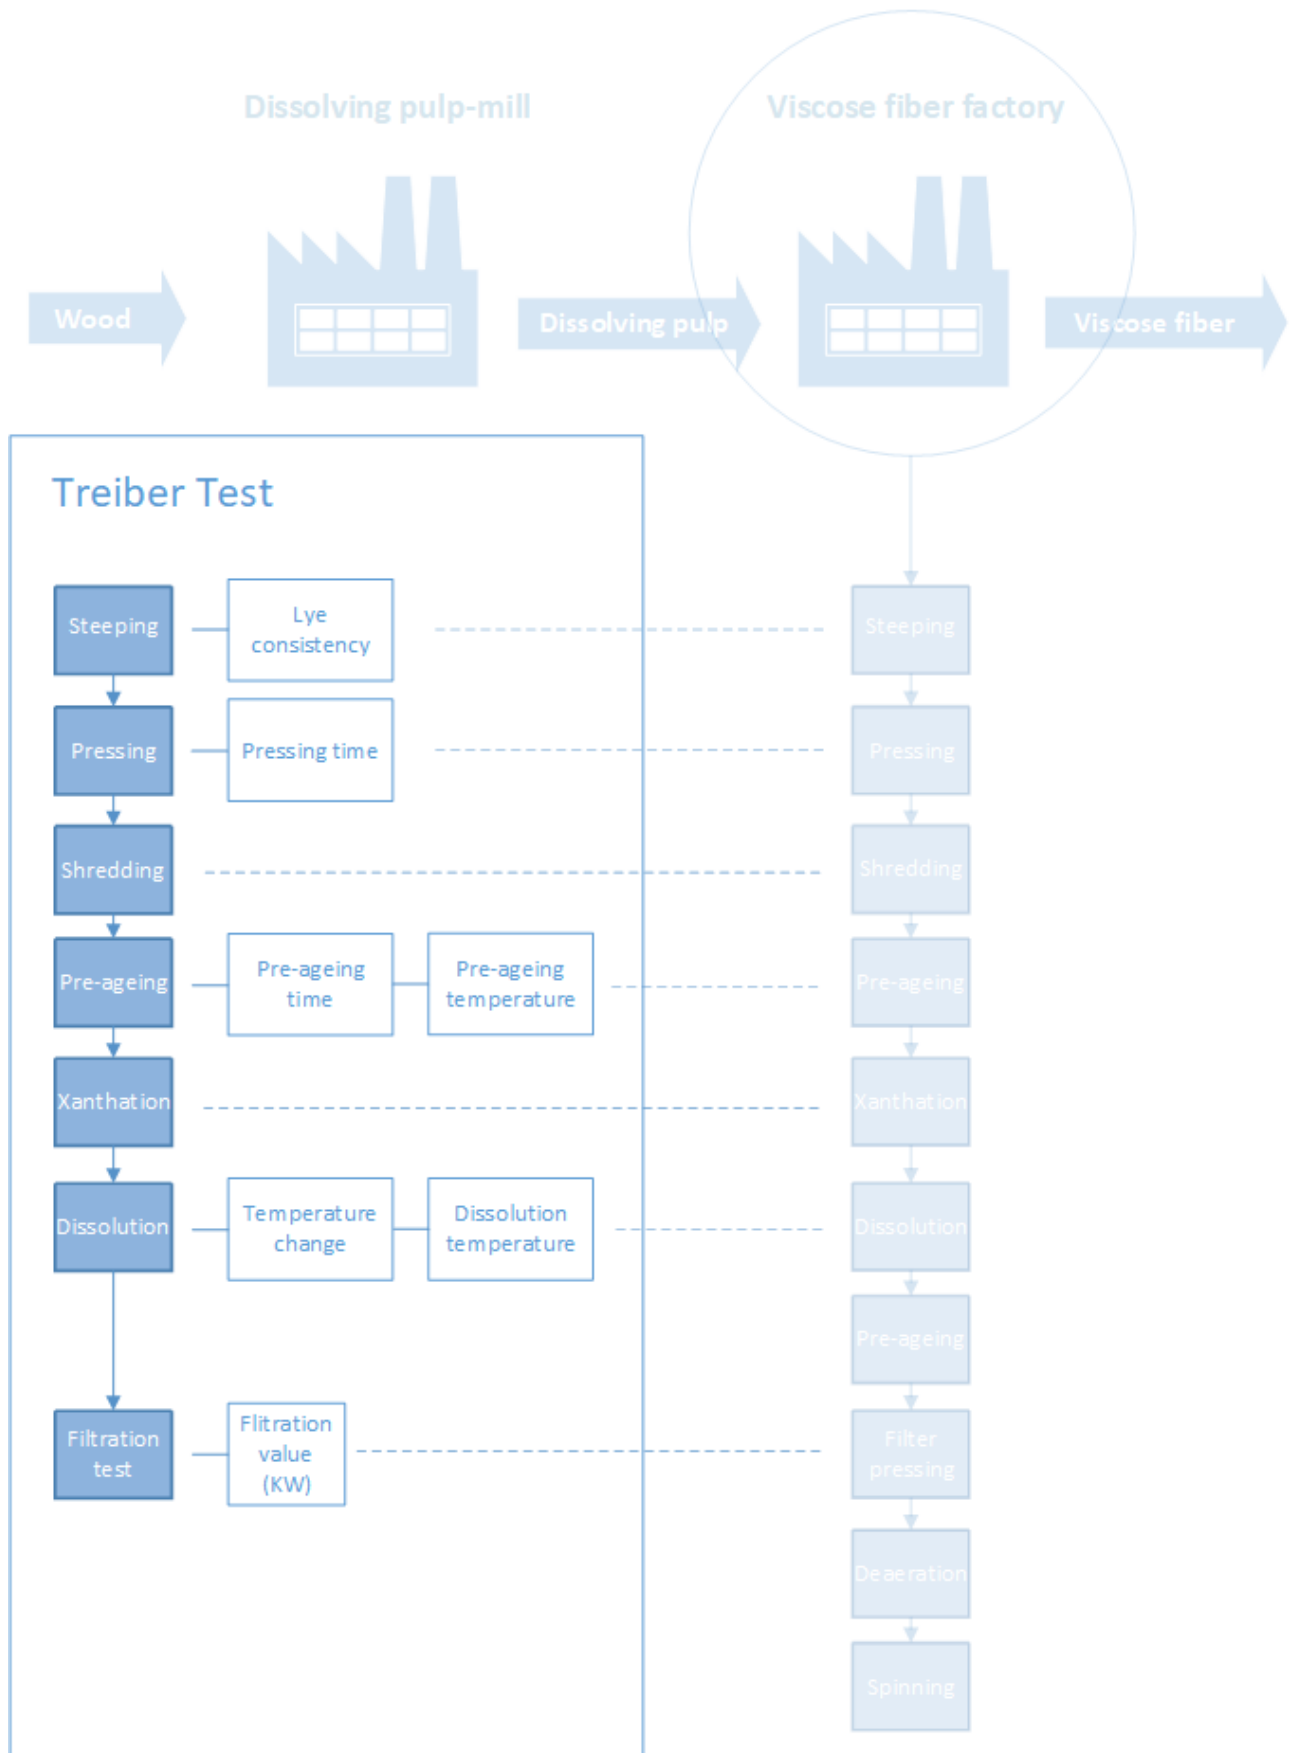 Dissolving pulp-mill
Viscose fiber factory
Wood
Dissolving pulp
Viscose fiber
Treiber Test
Steeping
Lye
consistency
Steeping
Pressing
Pressing time
Pressing
Shredding
Shredding
Pre-ageing
Pre-ageing
time
Pre-ageing
temperature
Pre-ageing
Xanthation
Xanthation
Dissolution
Temperature
change
Dissolution
temperature
Dissolution
Pre-ageing
Filtration
test
Flitration
value
(KW)
Filter
pressing
Deaeration
Spinning